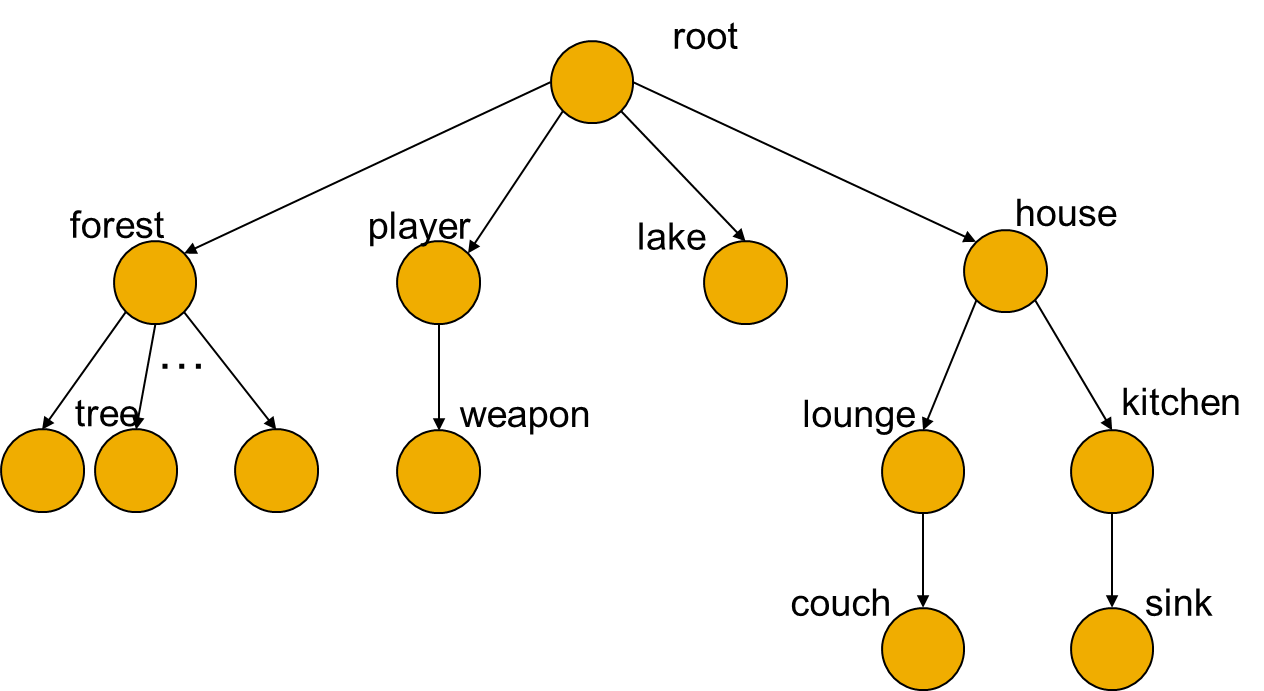 root
forest
player
lake
house
...
tree
weapon
lounge
kitchen
couch
sink